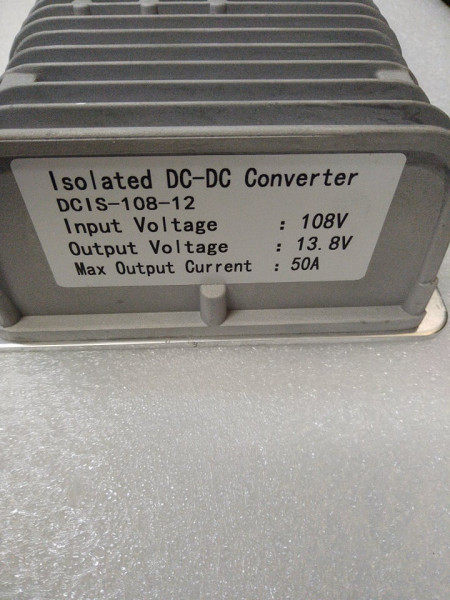 Isolated DC-DC Converter
DCIS-108-12
Input Voltage : 108V
Output Voltage : 13.8V
Max Output Current : 50A